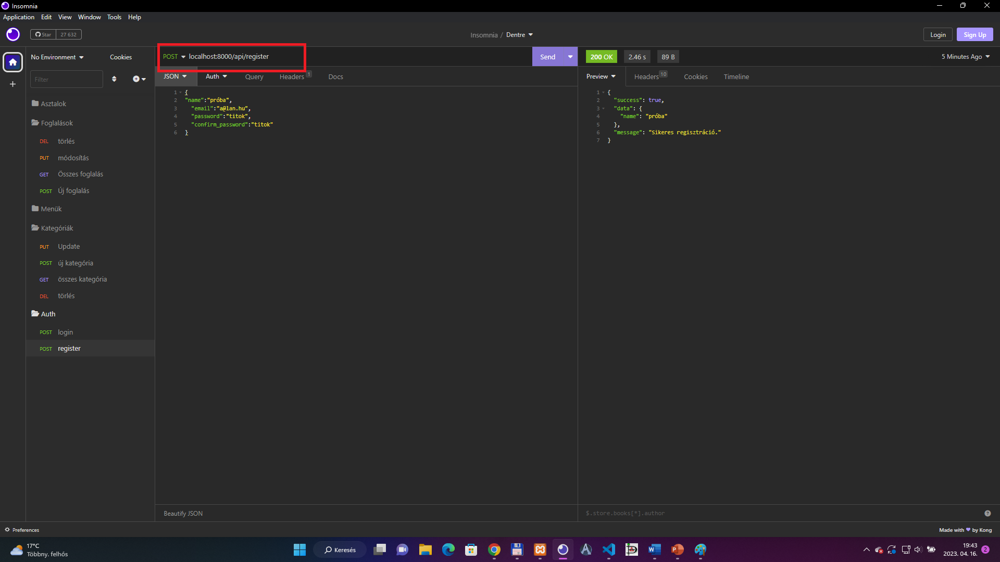 Insomnia
Application Edit View Window Tools Help
Star 27 632
Insomnia / Dentre
Login Sign Up
No Environment Cookies
Filter
Asztalok
Foglalások
DEL törlés
PUT módosítás
GET Összes foglalás
POST Új foglalás
Menük
Kategóriák
PUT Update
POST új kategória
GET összes kategória
DEL törlés
Auth
POST login
POST register
POST localhost:8000/api/register
Send
JSON Auth Query Headers 1 Docs
1 {
2 "name":"próba",
3 "email":"a@lan.hu",
4 "password":"titok",
5 "confirm_password":"titok"
6 }
Beautify JSON
200 OK 2.46 s 89 B 5 Minutes Ago
Preview Headers 10 Cookies Timeline
1 {
2 "success": true,
3 "data": {
4 "name": "próba"
5 },
6 "message": "Sikeres regisztráció."
7 }
$.store.books[*].author
Preferences
Made with by Kong
17°C
Többny. felhős
Keresés
19:43
2023. 04. 16.
2